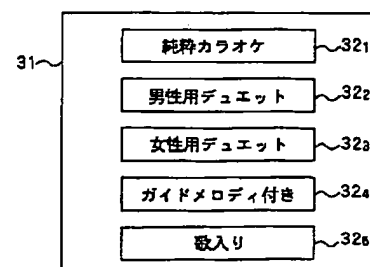 純粋カラオケ 32₁
31
男性用デュエット 32₂
女性用デュエット 32₃
ガイドメロディ付き 32₄
歌入り 32₅